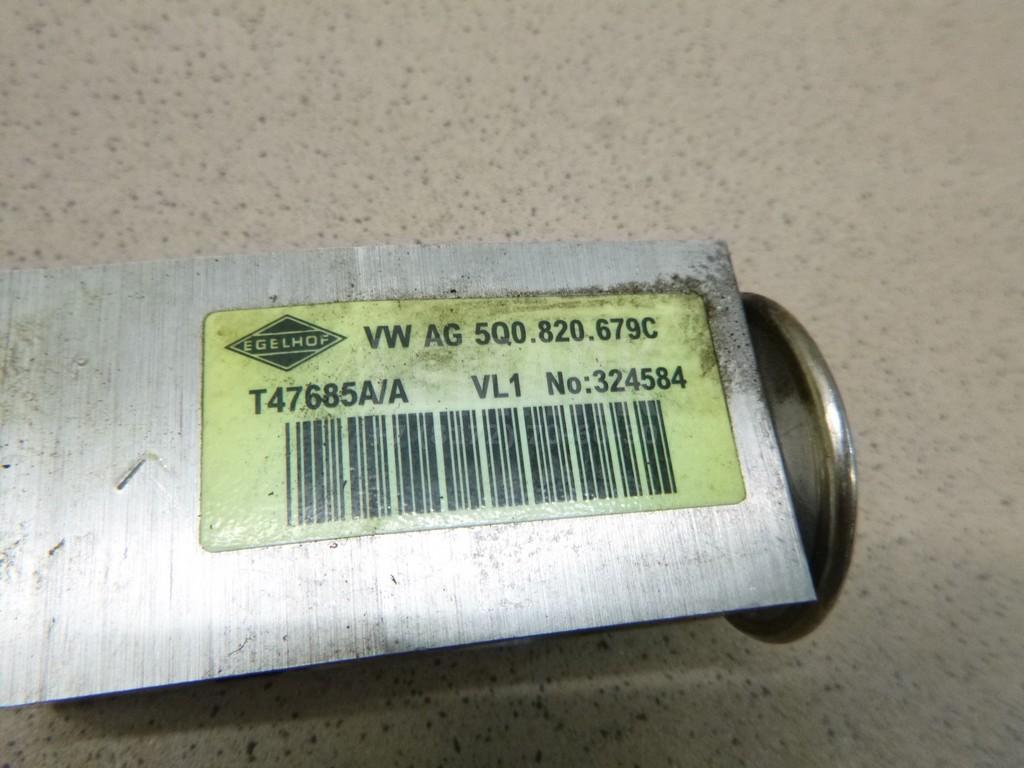 EGELHOF VW AG 5Q0.820.679C
T47685A/A VL1 No:324584